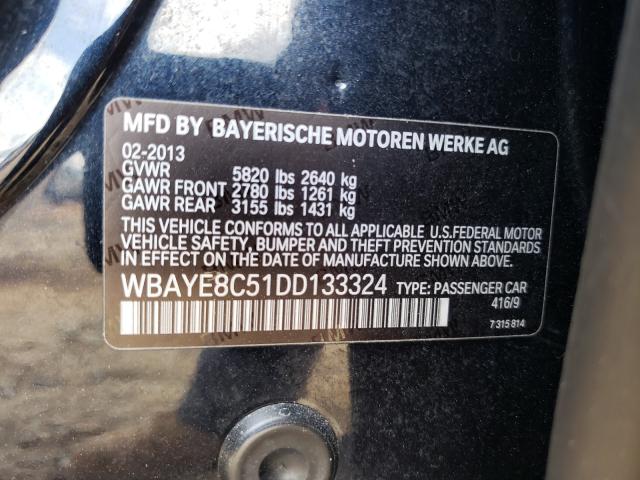 MFD BY BAYERISCHE MOTOREN WERKE AG
02-2013
GVWR 5820 lbs 2640 kg
GAWR FRONT 2780 lbs 1261 kg
GAWR REAR 3155 lbs 1431 kg
THIS VEHICLE CONFORMS TO ALL APPLICABLE U.S.FEDERAL MOTOR
VEHICLE SAFETY, BUMPER AND THEFT PREVENTION STANDARDS
IN EFFECT ON THE DATE OF MANUFACTURE SHOWN ABOVE.
WBAYE8C51DD133324 TYPE: PASSENGER CAR
416/9
7 315 814